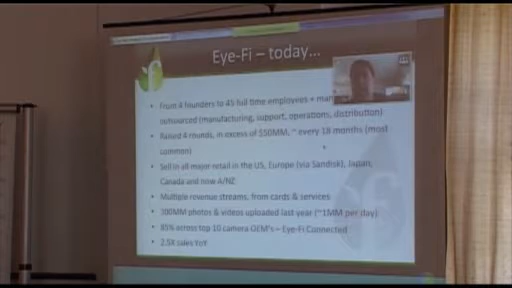 Eye-Fi – today...
• From 4 founders to 45 full time employees +
outsourced (manufacturing, support, operations, distribution)
• Raised 4 rounds, in excess of $50MM, ~ every 18 months (most
common)
• Sell in all major retail in the US, Europe (via Sandisk), Japan,
Canada and now A/NZ
• Multiple revenue streams, from cards & services
• 300MM photos & videos uploaded last year (~1MM per day)
• 85% across top 10 camera OEM's – Eye-Fi Connected
• 2.5X sales YoY